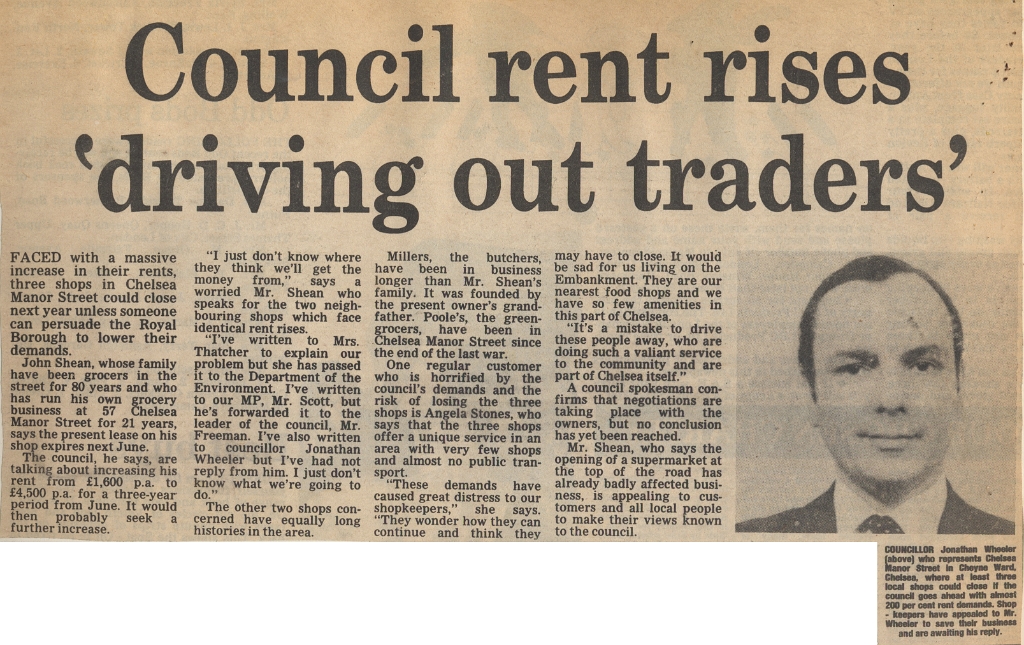 Council rent rises
‘driving out traders’
FACED with a massive
increase in their rents,
three shops in Chelsea
Manor Street could close
next year unless someone
can persuade the Royal
Borough to lower their
demands.
John Shean, whose family
have been grocers in the
street for 80 years and who
has run his own grocery
business at 57 Chelsea
Manor Street for 21 years,
says the present lease on his
shop expires next June.
The council, he says, are
talking about increasing his
rent from £1,600 p.a. to
£4,500 p.a. for a three-year
period from June. It would
then probably seek a
further increase.
"I just don't know where
they think we'll get the
money from," says a
worried Mr. Shean who
speaks for the two neigh-
bouring shops which face
identical rent rises.
"I've written to Mrs.
Thatcher to explain our
problem but she has passed
it to the Department of the
Environment. I've written
to our MP, Mr. Scott, but
he's forwarded it to the
leader of the council, Mr.
Freeman. I've also written
to councillor Jonathan
Wheeler but I've had not
reply from him. I just don't
know what we're going to
do."
The other two shops con-
cerned have equally long
histories in the area.
Millers, the butchers,
have been in business
longer than Mr. Shean's
family. It was founded by
the present owner's grand-
father. Poole's, the green-
grocers, have been in
Chelsea Manor Street since
the end of the last war.
One regular customer
who is horrified by the
council's demands and the
risk of losing the three
shops is Angela Stones, who
says that the three shops
offer a unique service in an
area with very few shops
and almost no public tran-
sport.
"These demands have
caused great distress to our
shopkeepers," she says.
"They wonder how they can
continue and think they
may have to close. It would
be sad for us living on the
Embankment. They are our
nearest food shops and we
have so few amenities in
this part of Chelsea.
"It's a mistake to drive
these people away, who are
doing such a valiant service
to the community and are
part of Chelsea itself."
A council spokesman con-
firms that negotiations are
taking place with the
owners, but no conclusion
has yet been reached.
Mr. Shean, who says the
opening of a supermarket at
the top of the road has
already badly affected busi-
ness, is appealing to cus-
tomers and all local people
to make their views known
to the council.
COUNCILLOR Jonathan Wheeler
(above) who represents Chelsea
Manor Street in Cheyne Ward,
Chelsea, where at least three
local shops could close if the
council goes ahead with almost
200 per cent rent demands. Shop
- keepers have appealed to Mr.
Wheeler to save their business
and are awaiting his reply.